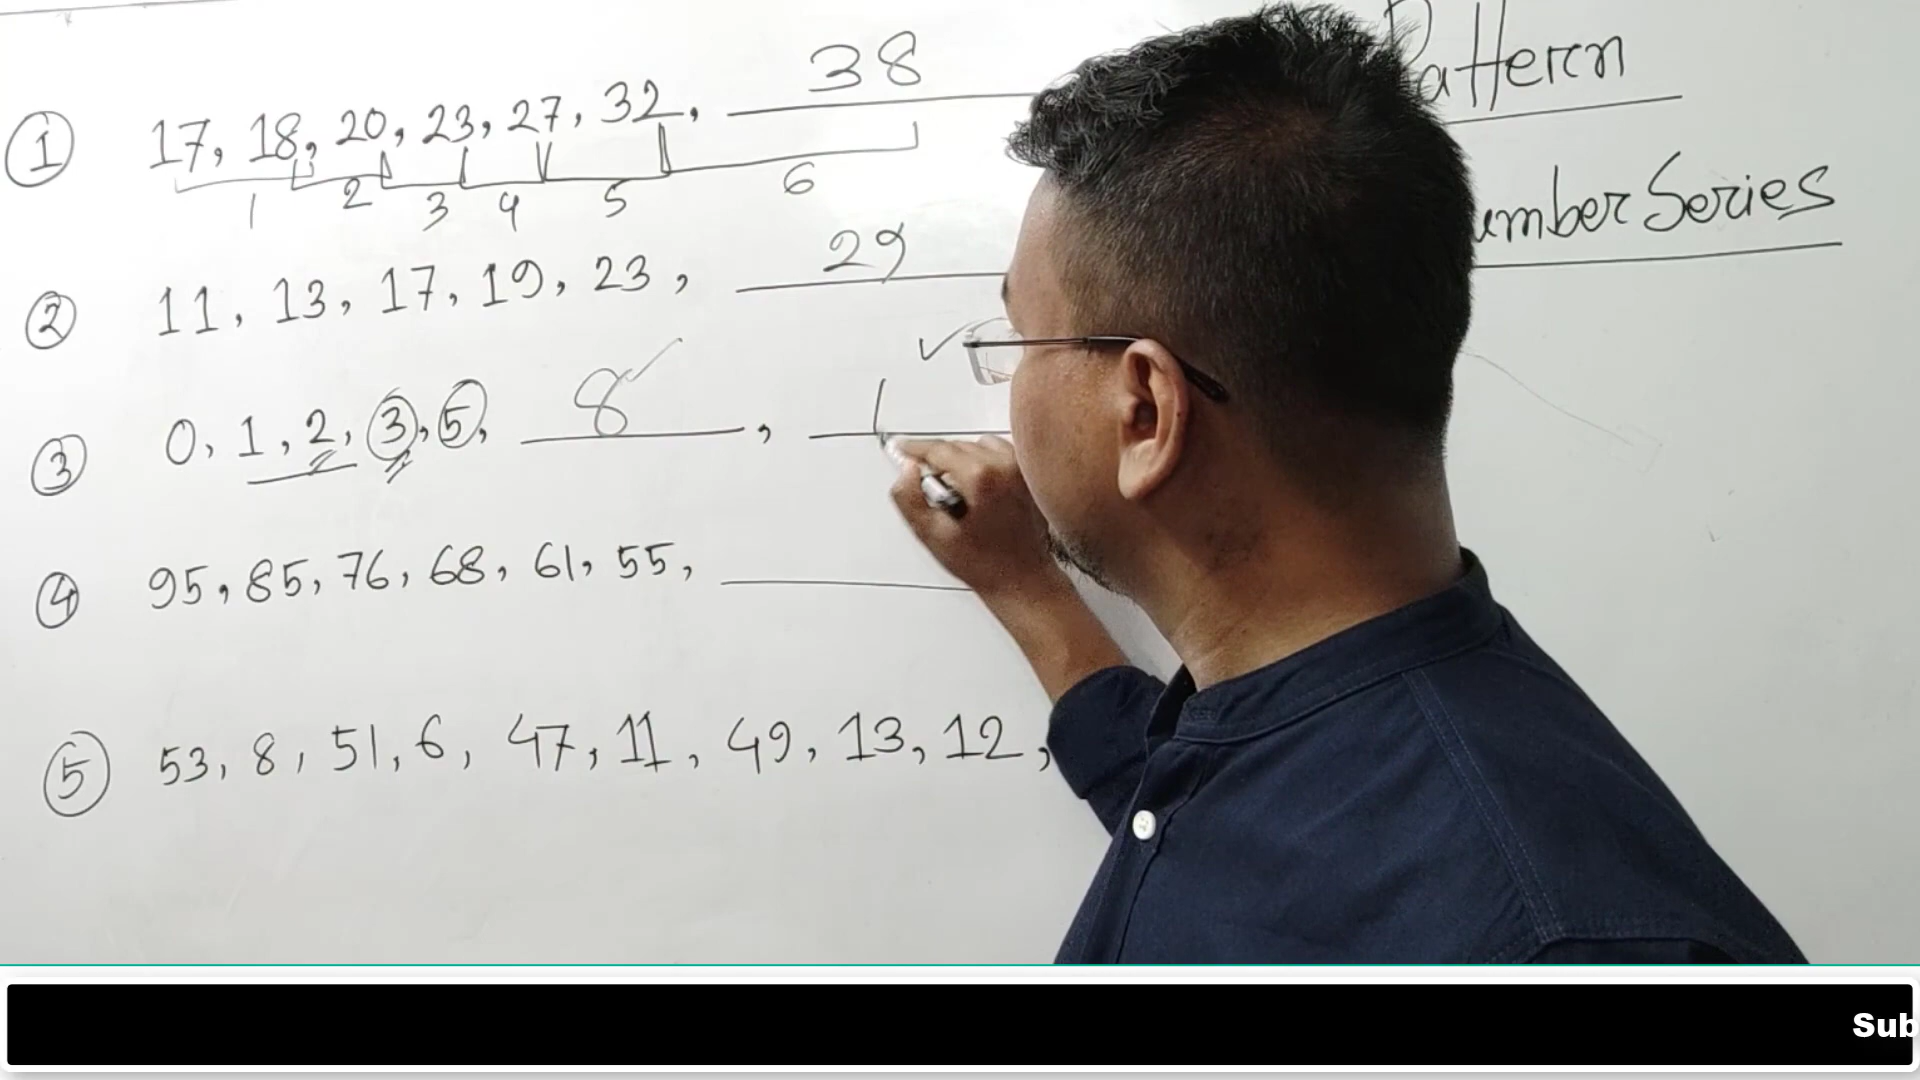 Pattern
umber Series
① 17, 18, 20, 23, 27, 32, 38
1 2 3 4 5 6
② 11, 13, 17, 19, 23, 29
③ 0, 1, 2, 3, 5, 8, 1
④ 95, 85, 76, 68, 61, 55,
⑤ 53, 8, 51, 6, 47, 11, 49, 13, 12,
Sub